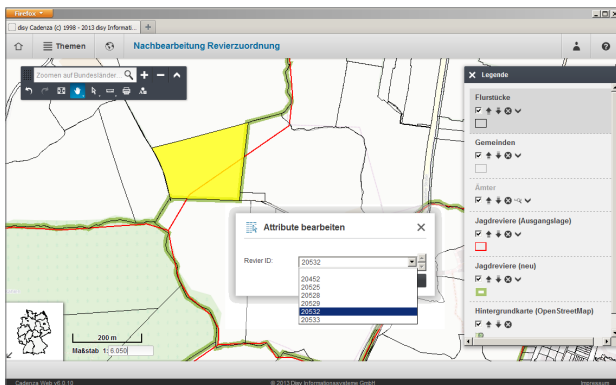 Firefox
disy Cadenza (c) 1998 - 2013 disy Informati...
Themen
Nachbearbeitung Revierzuordnung
Zoomen auf Bundesländer...
Legende
Flurstücke
Gemeinden
Ämter
Jagdreviere (Ausgangslage)
Jagdreviere (neu)
Hintergrundkarte (OpenStreetMap)
Attribute bearbeiten
Revier ID:
20532
20452
20525
20528
20529
20532
20533
200 m
Maßstab 1: 6.050
Cadenza Web v6.0.10
© 2013 Disy Informationssysteme GmbH
Impressum